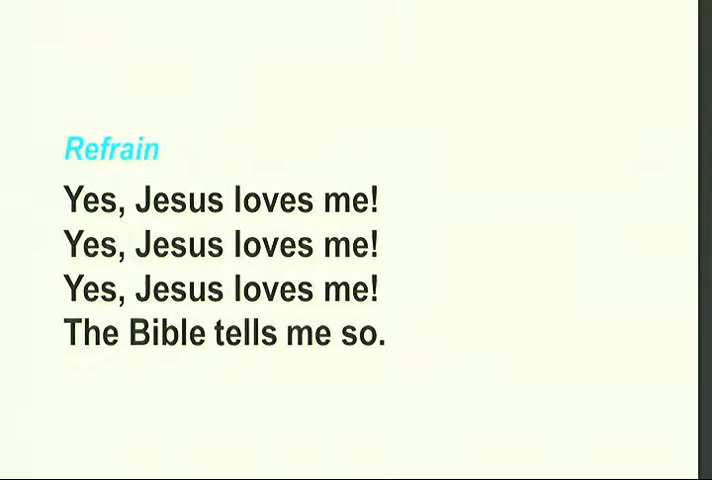 Refrain
Yes, Jesus loves me!
Yes, Jesus loves me!
Yes, Jesus loves me!
The Bible tells me so.